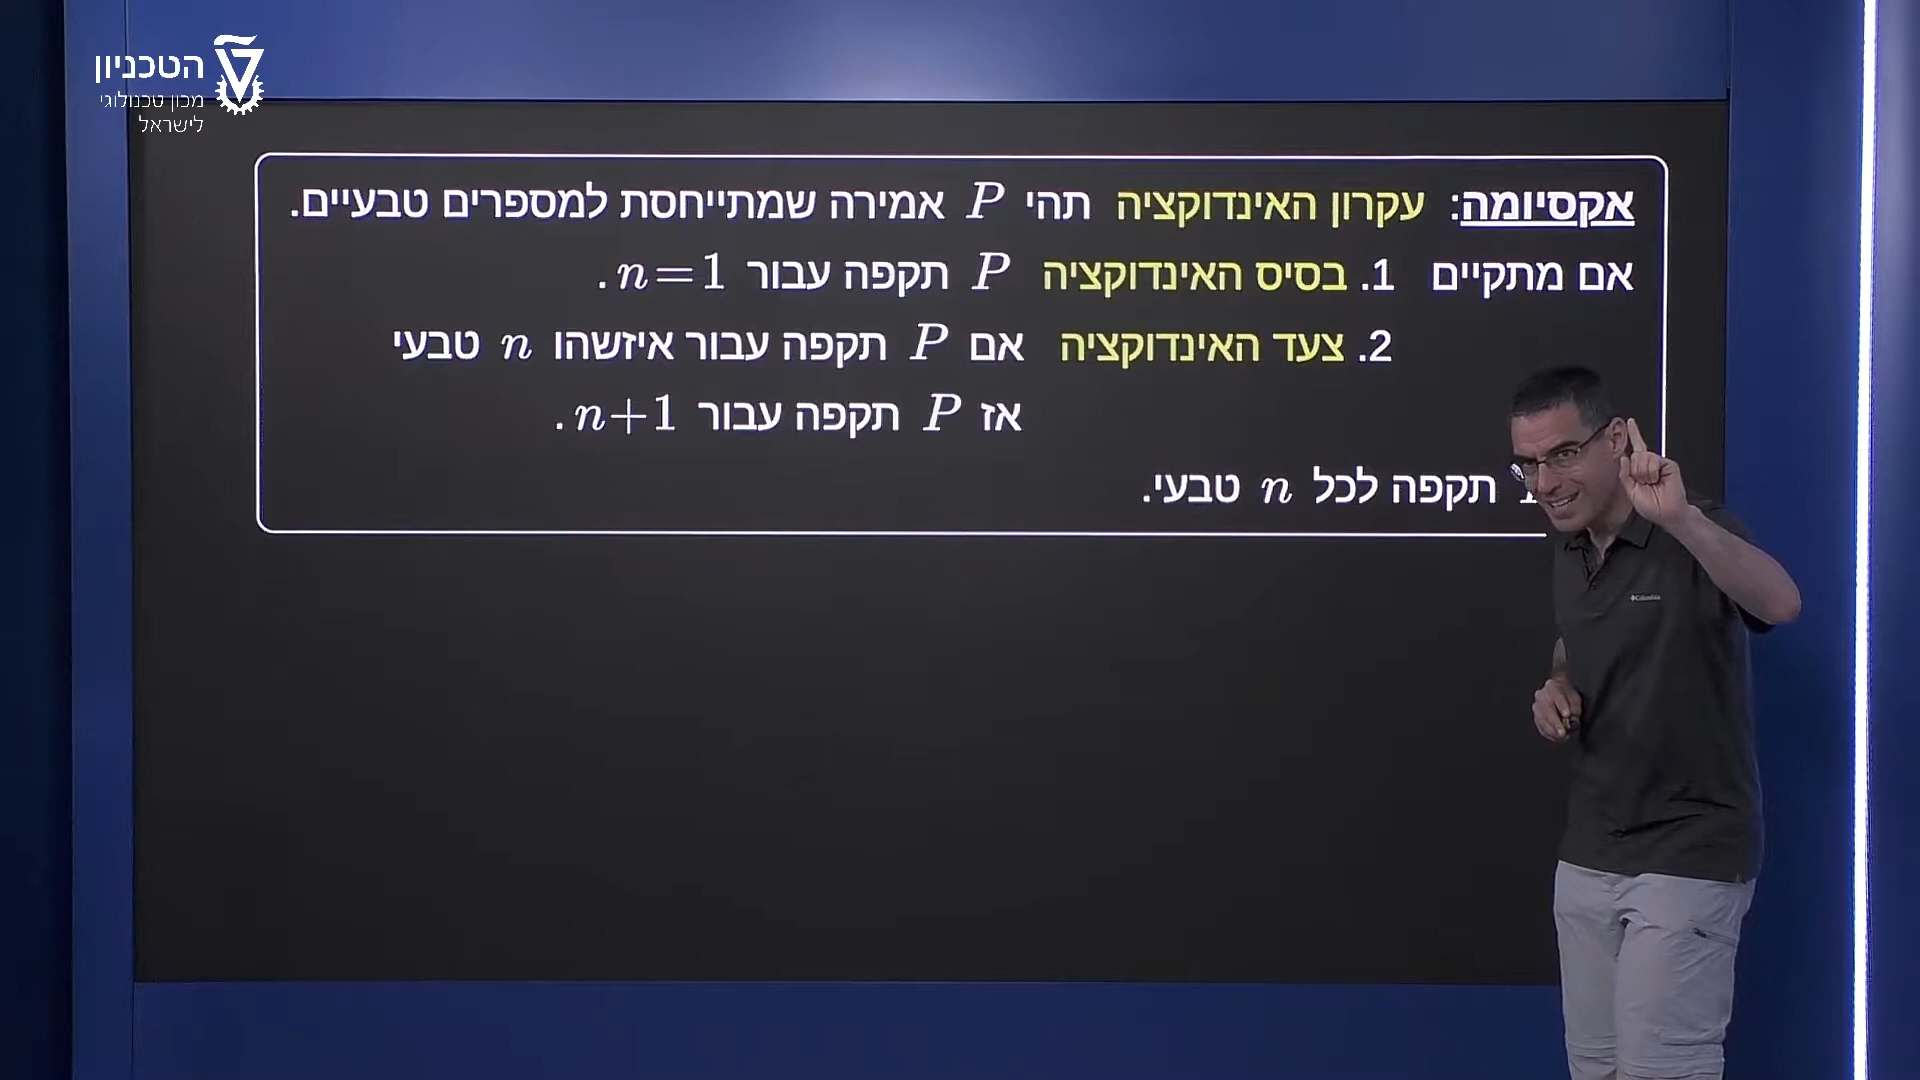 הטכניון
מכון טכנולוגי
לישראל
אקסיומה: עקרון האינדוקציה תהי P אמירה שמתייחסת למספרים טבעיים.
אם מתקיים 1. בסיס האינדוקציה P תקפה עבור n=1.
2. צעד האינדוקציה אם P תקפה עבור איזשהו n טבעי
אז P תקפה עבור n+1.
תקפה לכל n טבעי.
Columbia